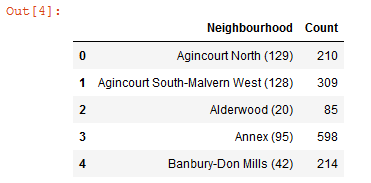 Out[4]:
Neighbourhood Count
0 Agincourt North (129) 210
1 Agincourt South-Malvern West (128) 309
2 Alderwood (20) 85
3 Annex (95) 598
4 Banbury-Don Mills (42) 214